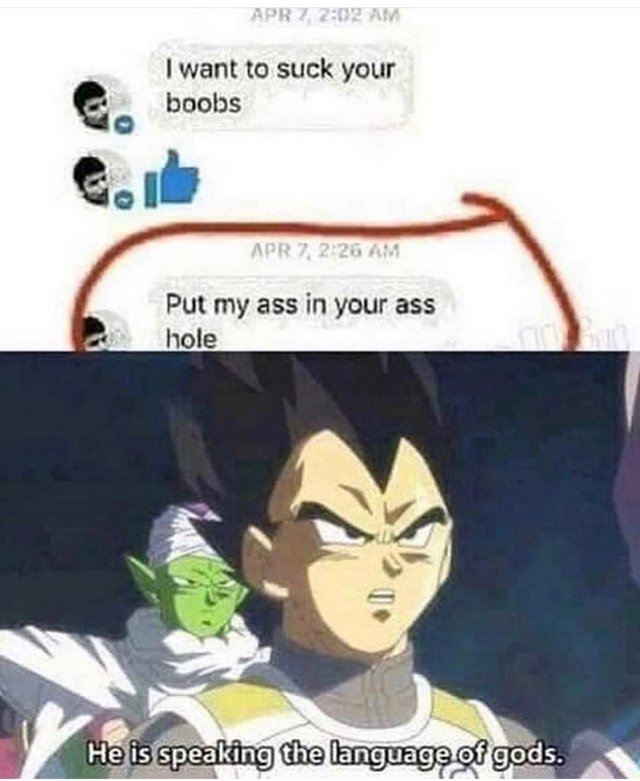 APR 7, 2:02 AM
I want to suck your
boobs
APR 7, 2:26 AM
Put my ass in your ass
hole
He is speaking the language of gods.